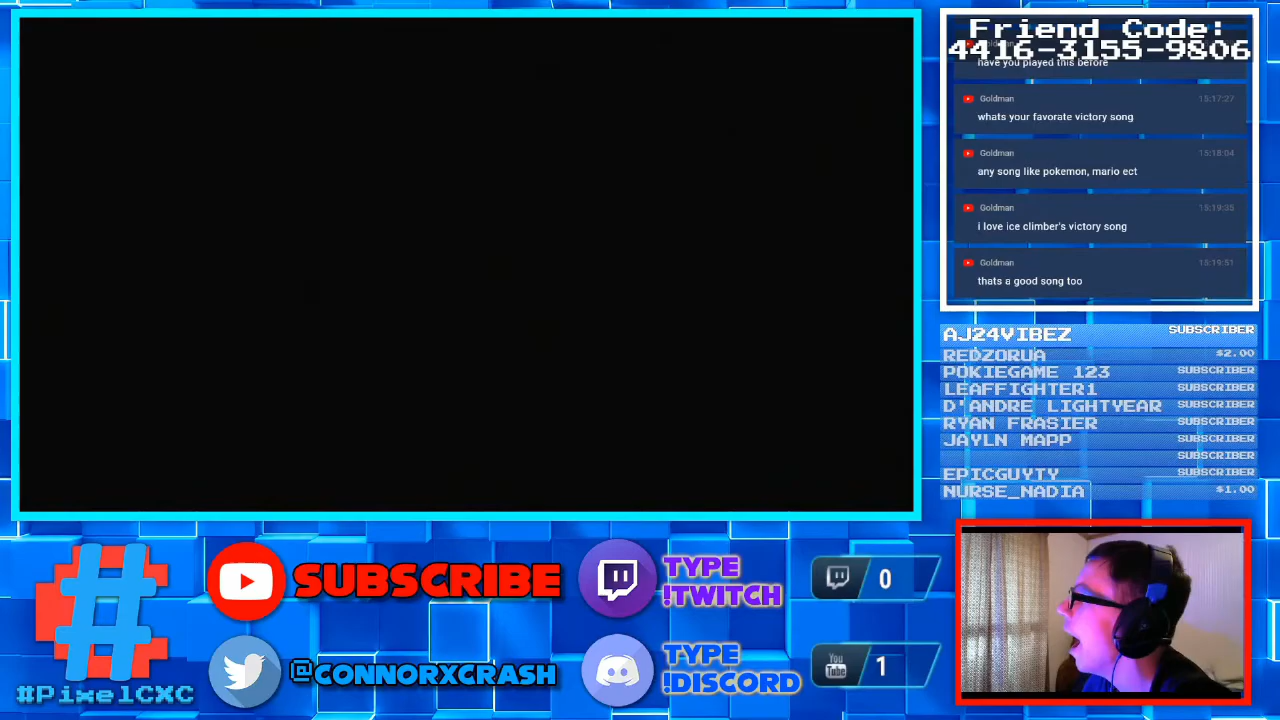 Friend Code:
4416-3155-9806
have you played this before
Goldman 15:17:27
whats your favorate victory song
Goldman 15:18:04
any song like pokemon, mario ect
Goldman 15:19:35
i love ice climber's victory song
Goldman 15:19:51
thats a good song too
AJ24VIBEZ SUBSCRIBER
REDZORUA $2.00
POKIEGAME 123 SUBSCRIBER
LEAFFIGHTER1 SUBSCRIBER
D'ANDRE LIGHTYEAR SUBSCRIBER
RYAN FRASIER SUBSCRIBER
JAYLN MAPP SUBSCRIBER
SUBSCRIBER
EPICGUYTY SUBSCRIBER
NURSE_NADIA $1.00
#
#PixelCXC
SUBSCRIBE
@CONNORXCRASH
TYPE
!TWITCH
TYPE
!DISCORD
0
You
Tube
1